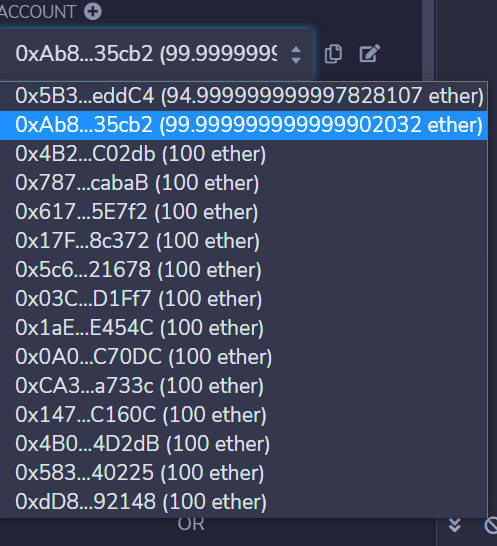 ACCOUNT
0xAb8...35cb2 (99.9999999
0x5B3...eddC4 (94.999999999997828107 ether)
0xAb8...35cb2 (99.999999999999902032 ether)
0x4B2...C02db (100 ether)
0x787...cabaB (100 ether)
0x617...5E7f2 (100 ether)
0x17F...8c372 (100 ether)
0x5c6...21678 (100 ether)
0x03C...D1Ff7 (100 ether)
0x1aE...E454C (100 ether)
0x0A0...C70DC (100 ether)
0xCA3...a733c (100 ether)
0x147...C160C (100 ether)
0x4B0...4D2dB (100 ether)
0x583...40225 (100 ether)
0xdD8...92148 (100 ether)
OR